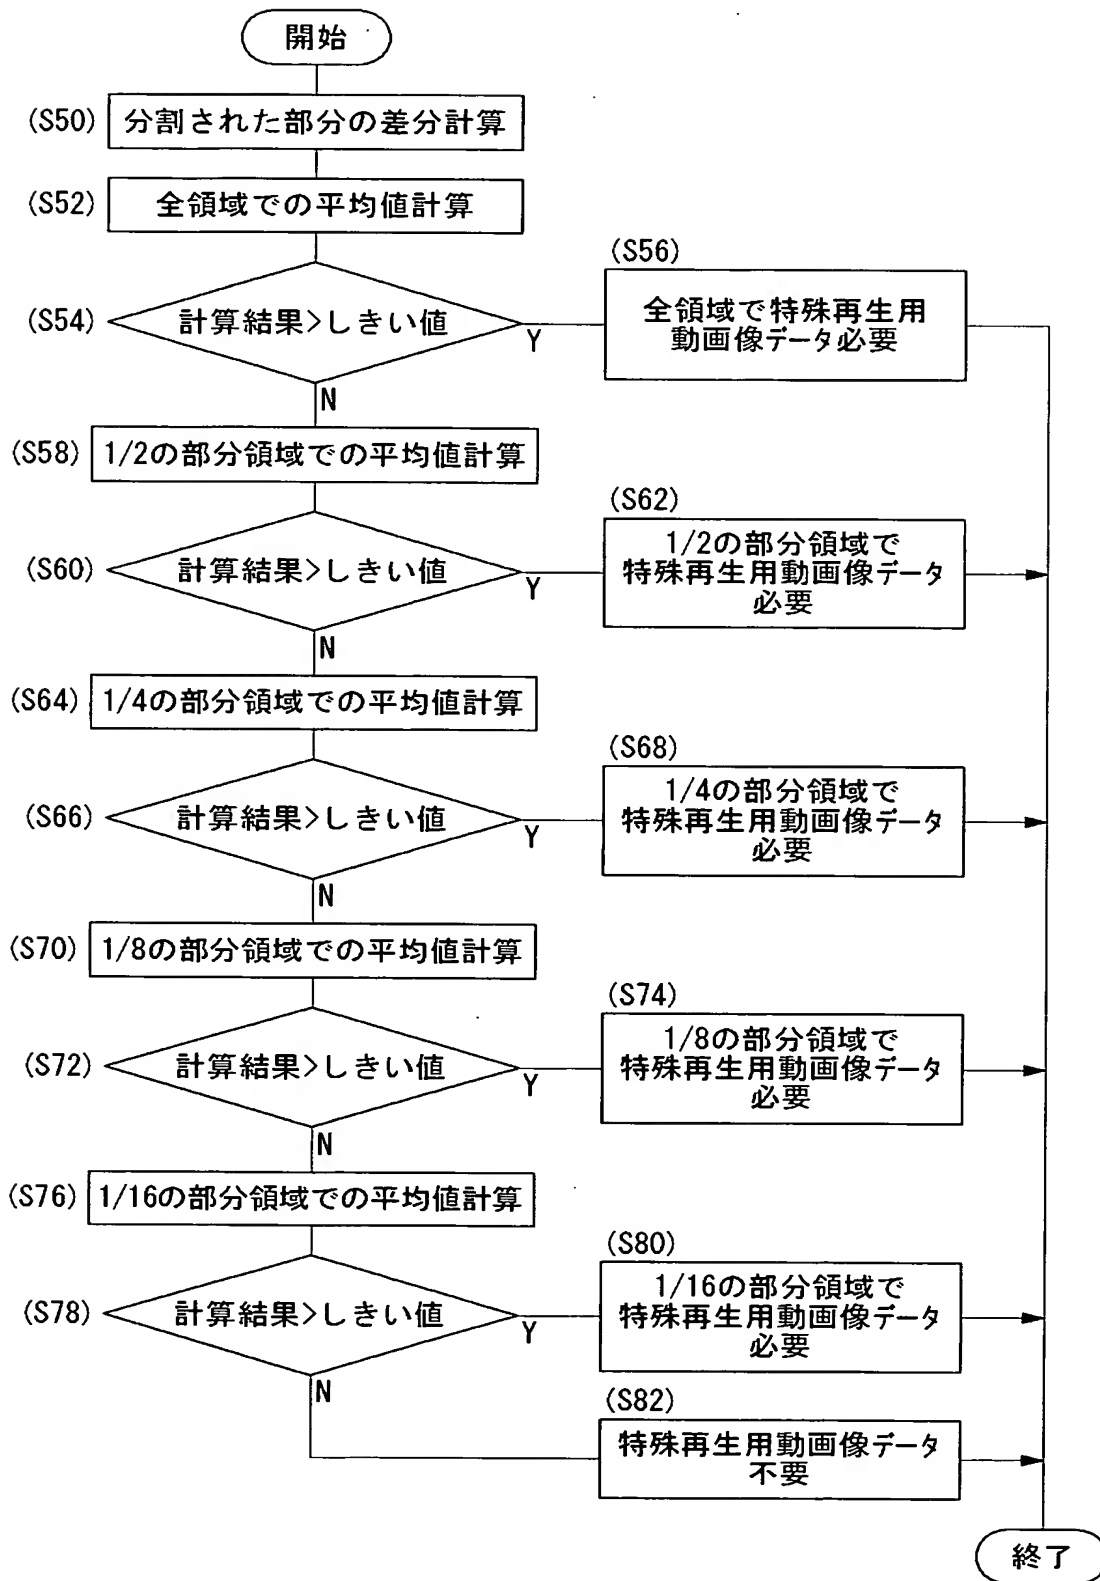 開始
(S50)
分割された部分の差分計算
(S52)
全領域での平均値計算
(S54)
計算結果>しきい値
Y
N
(S56)
全領域で特殊再生用
動画像データ必要
(S58)
1/2の部分領域での平均値計算
(S60)
計算結果>しきい値
Y
N
(S62)
1/2の部分領域で
特殊再生用動画像データ
必要
(S64)
1/4の部分領域での平均値計算
(S66)
計算結果>しきい値
Y
N
(S68)
1/4の部分領域で
特殊再生用動画像データ
必要
(S70)
1/8の部分領域での平均値計算
(S72)
計算結果>しきい値
Y
N
(S74)
1/8の部分領域で
特殊再生用動画像データ
必要
(S76)
1/16の部分領域での平均値計算
(S78)
計算結果>しきい値
Y
N
(S80)
1/16の部分領域で
特殊再生用動画像データ
必要
(S82)
特殊再生用動画像データ
不要
終了